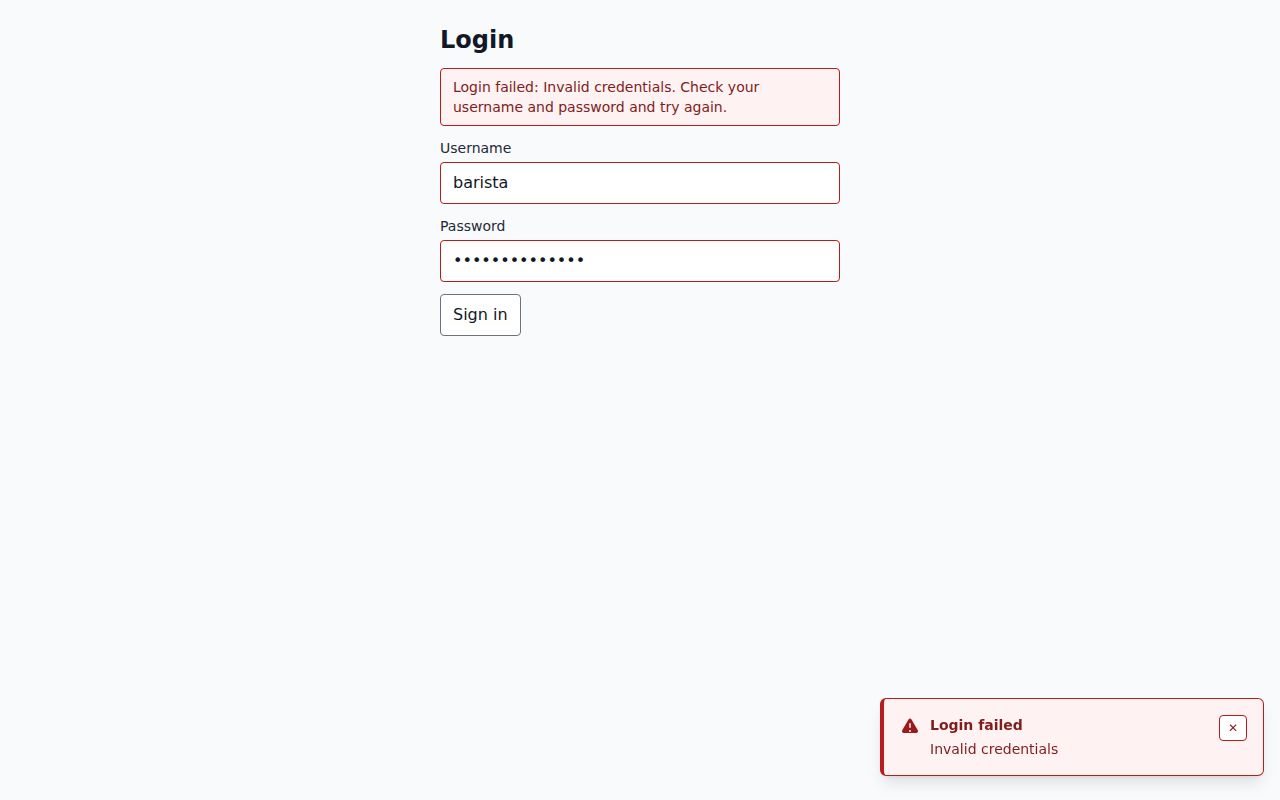 Login
Login failed: Invalid credentials. Check your
username and password and try again.
Username
barista
Password
••••••••••••••
Sign in
Login failed
×
Invalid credentials